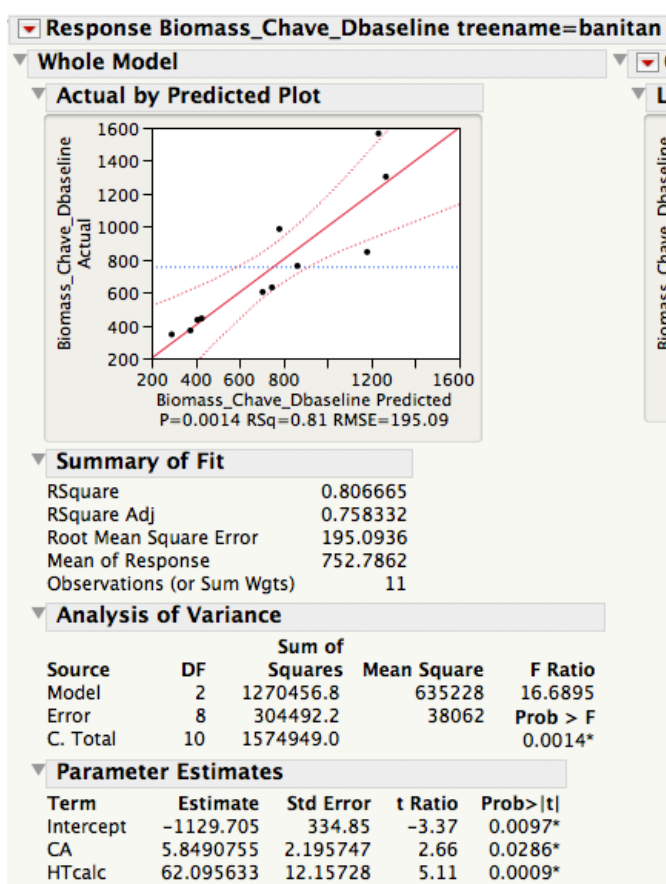 Response Biomass_Chave_Dbaseline treename=banitan
Whole Model
Actual by Predicted Plot
1600
1400
1200
1000
800
600
400
200
Biomass_Chave_Dbaseline
Actual
200 400 600 800 1200 1600
Biomass_Chave_Dbaseline Predicted
P=0.0014 RSq=0.81 RMSE=195.09
Summary of Fit
RSquare 0.806665
RSquare Adj 0.758332
Root Mean Square Error 195.0936
Mean of Response 752.7862
Observations (or Sum Wgts) 11
Analysis of Variance
Sum of
Source DF Squares Mean Square F Ratio
Model 2 1270456.8 635228 16.6895
Error 8 304492.2 38062 Prob > F
C. Total 10 1574949.0 0.0014*
Parameter Estimates
Term Estimate Std Error t Ratio Prob>|t|
Intercept -1129.705 334.85 -3.37 0.0097*
CA 5.8490755 2.195747 2.66 0.0286*
HTcalc 62.095633 12.15728 5.11 0.0009*